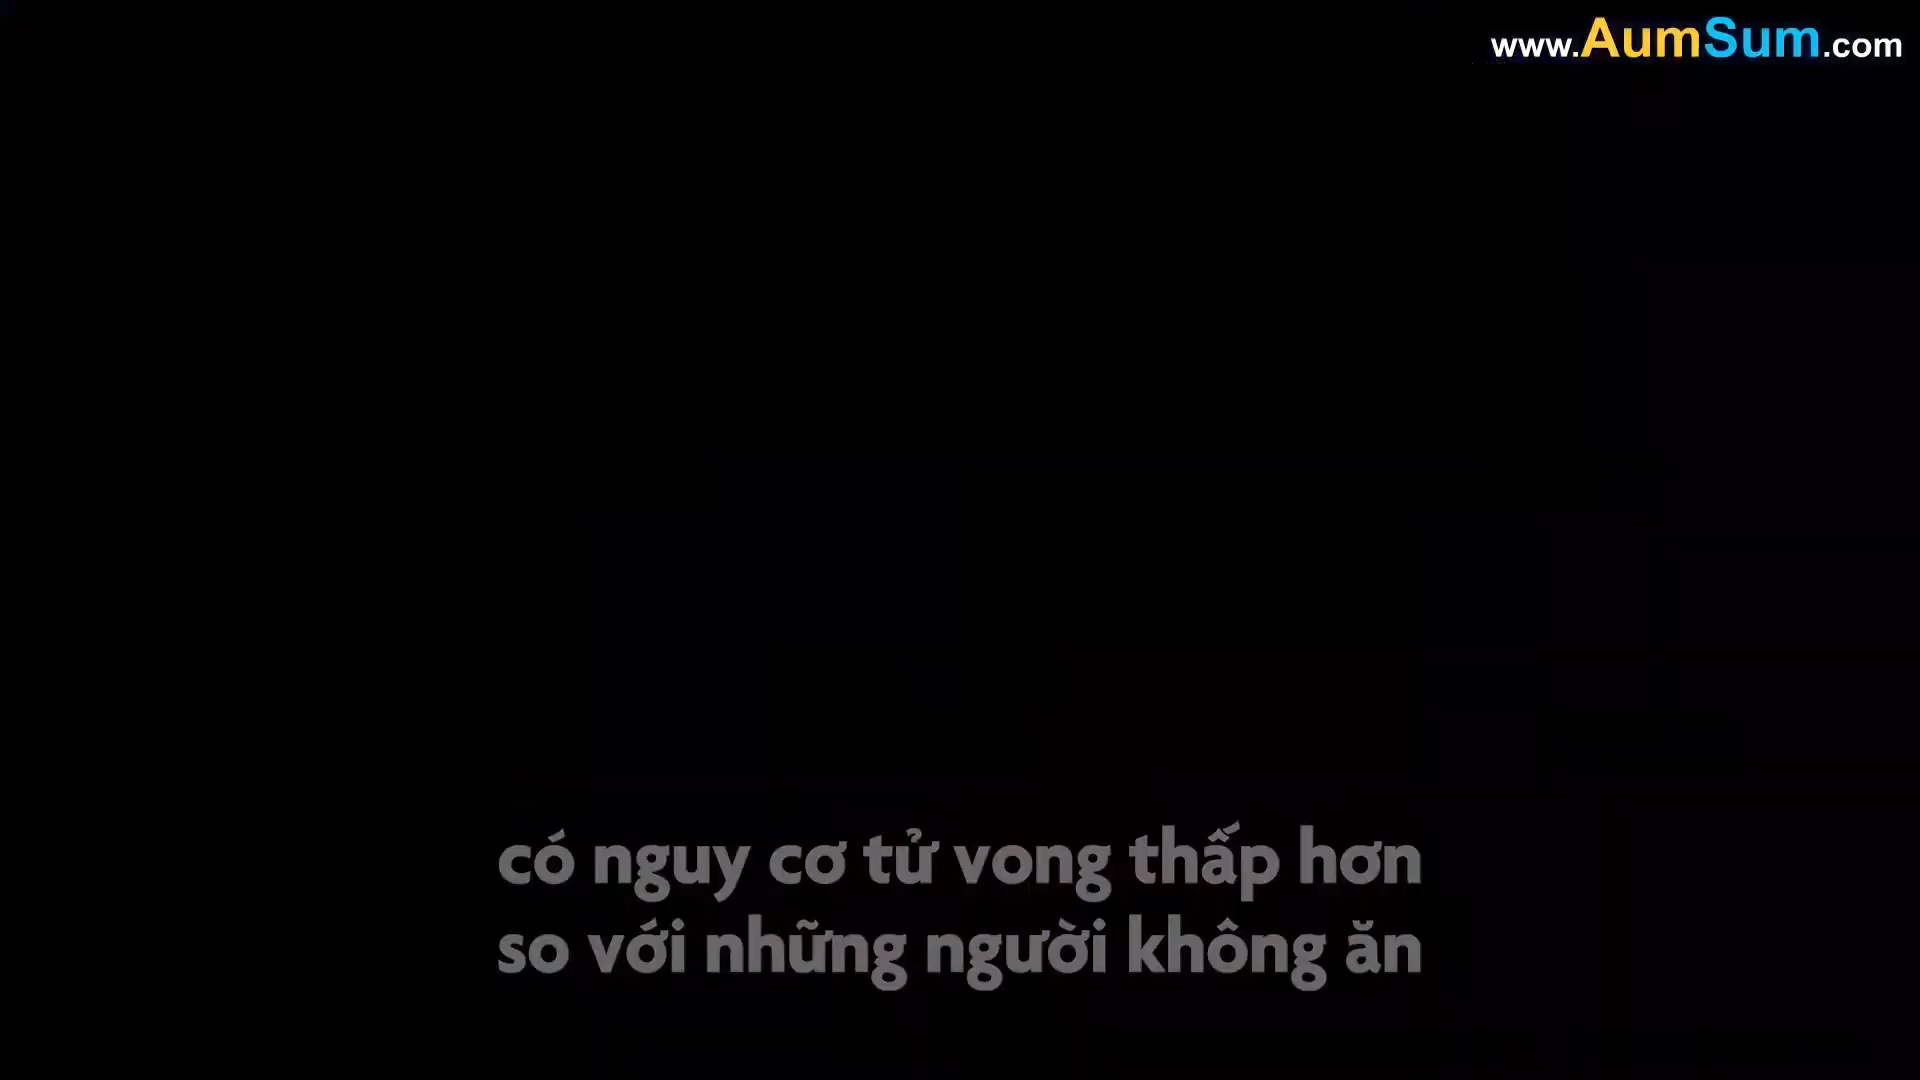 www.AumSum.com
có nguy cơ tử vong thấp hơn
so với những người không ăn